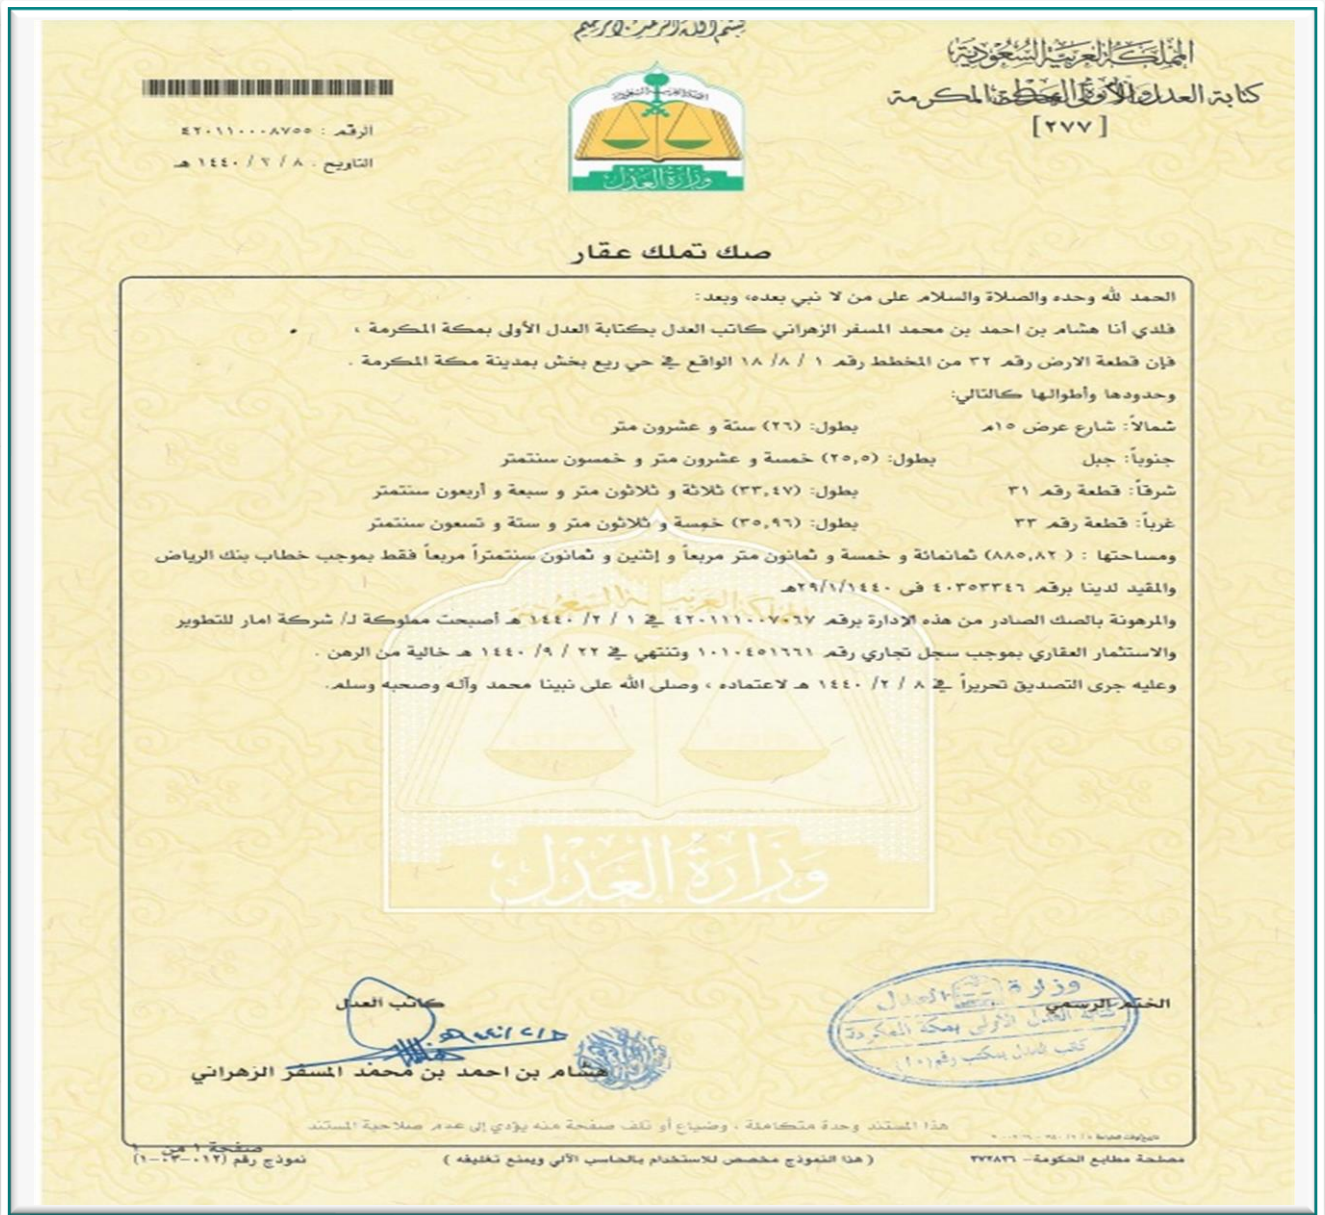 بسم الله الرحمن الرحيم
المملكة العربية السعودية
[٢٧٧]
وزارة العدل
الرقم : ٤٢٠١١٠٠٠٨٧٥٥
التاريخ : ٨ / ٢ / ١٤٤٠ هـ
صك تملك عقار
الحمد لله وحده والصلاة والسلام على من لا نبي بعده، وبعد:
فلدي أنا هشام بن احمد بن محمد المسفر الزهراني كاتب العدل بكتابة العدل الأولى بمكة المكرمة ،
فإن قطعة الارض رقم ٣٢ من المخطط رقم ١ / ٨ / ١٨ الواقع في حي ريع بخش بمدينة مكة المكرمة .
وحدودها وأطوالها كالتالي:
شمالاً: شارع عرض ١٥م بطول: (٢٦) ستة و عشرون متر
جنوباً: جبل بطول: (٢٥,٥) خمسة و عشرون متر و خمسون سنتمتر
شرقاً: قطعة رقم ٣١ بطول: (٣٣,٤٧) ثلاثة و ثلاثون متر و سبعة و أربعون سنتمتر
غرباً: قطعة رقم ٣٣ بطول: (٣٥,٩٦) خمسة و ثلاثون متر و ستة و تسعون سنتمتر
ومساحتها : ( ٨٨٥,٨٢) ثمانمائة و خمسة و ثمانون متر مربعاً و إثنين و ثمانون سنتمتراً مربعاً فقط بموجب خطاب بنك الرياض
والمقيد لدينا برقم ٤٠٣٥٣٣٤٦ فى ٢٩/١/١٤٤٠هـ
والمرهونة بالصك الصادر من هذه الإدارة برقم ٤٢٠١١١٠٠٧٠٦٧ في ١ / ٢ / ١٤٤٠ هـ أصبحت مملوكة لـ/ شركة امار للتطوير
والاستثمار العقاري بموجب سجل تجاري رقم ١٠١٠٤٥١٦٦١ وتنتهي في ٢٢ / ٩ / ١٤٤٠ هـ خالية من الرهن .
وعليه جرى التصديق تحريراً في ٨ / ٢ / ١٤٤٠ هـ لاعتماده ، وصلى الله على نبينا محمد وآله وصحبه وسلم.
المملكة العربية السعودية
وزارة العدل
الختم الرسمي
وزارة العدل
كتابة العدل الأولى بمكة المكرمة
كاتب العدل
هشام بن احمد بن محمد المسفر الزهراني
هذا المستند وحدة متكاملة ، وضياع أو تلف صفحة منه يؤدي إلى عدم صلاحية المستند
صفحة ١ من ١
مصلحة مطابع الحكومة - ٣٧٢٨٣٦
( هذا النموذج مخصص للاستخدام بالحاسب الآلي ويمنع تغليفه )
نموذج رقم (٠١٢-٠٣-١)